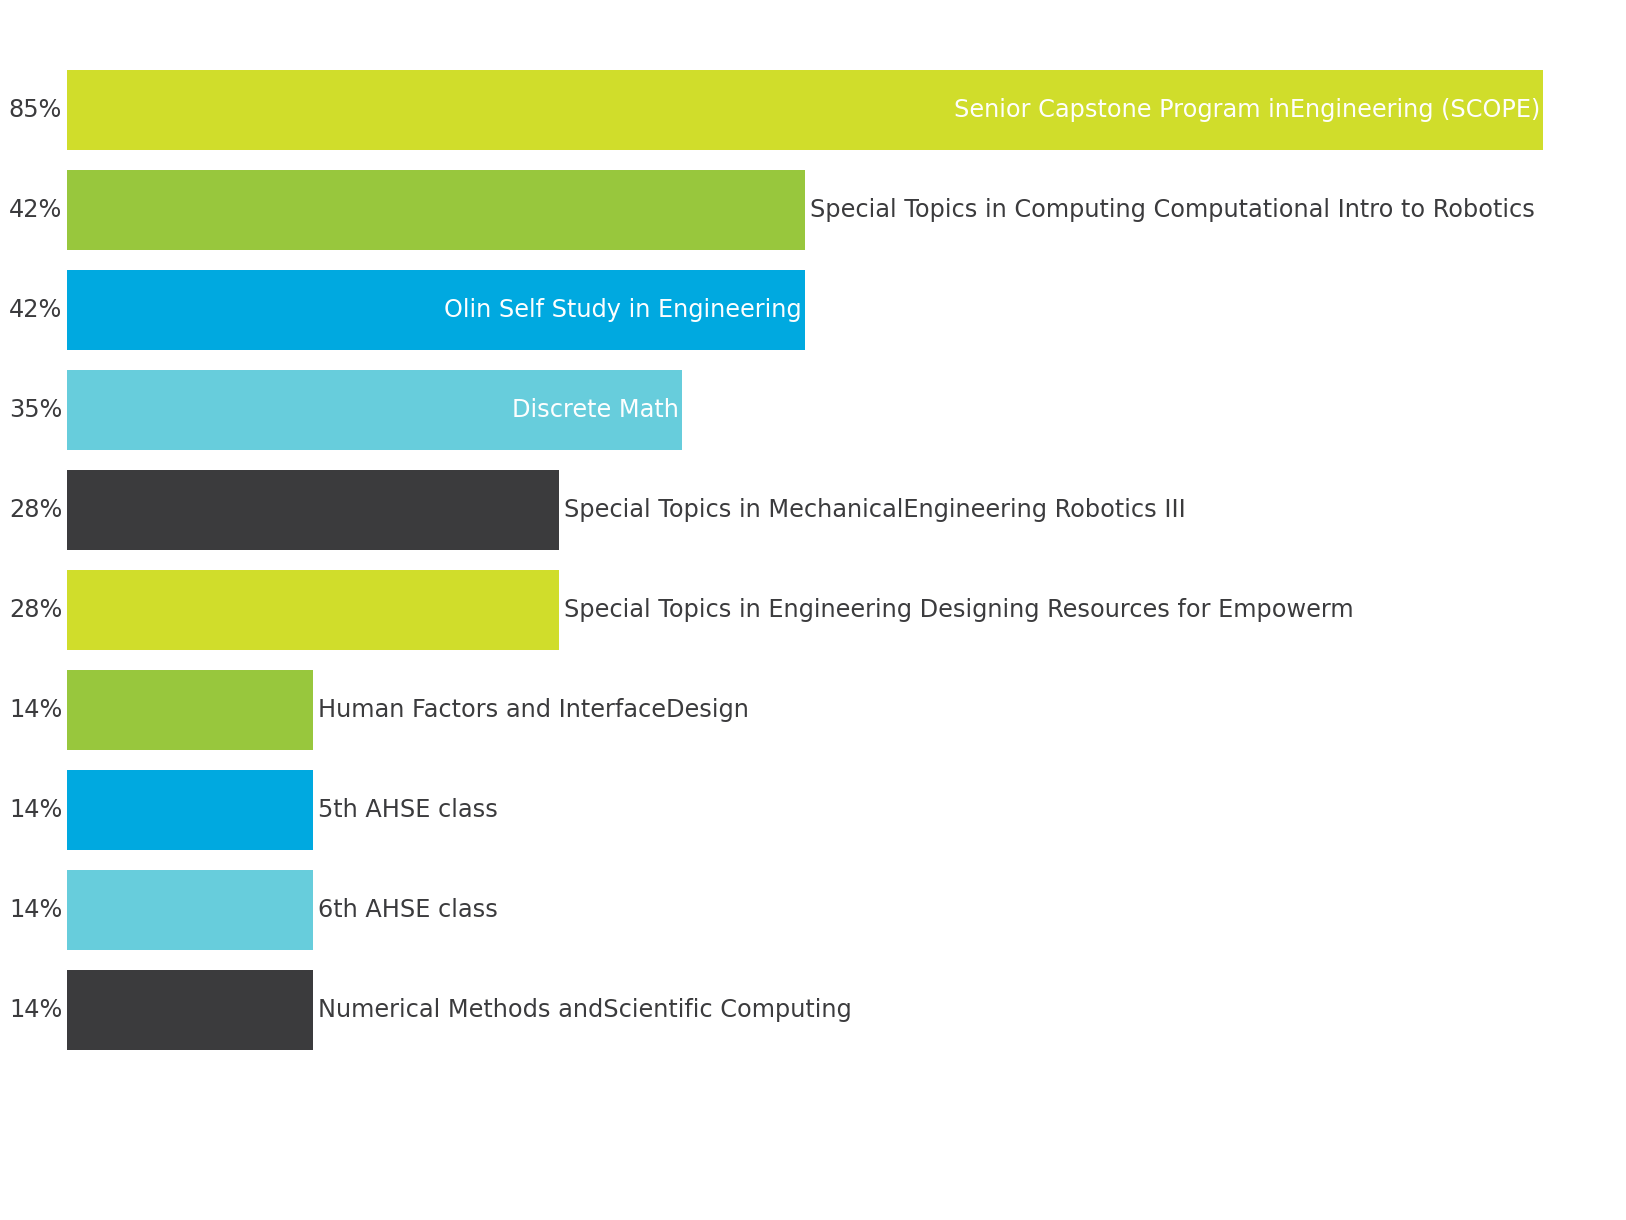 85% Senior Capstone Program inEngineering (SCOPE)
42% Special Topics in Computing Computational Intro to Robotics
42% Olin Self Study in Engineering
35% Discrete Math
28% Special Topics in MechanicalEngineering Robotics III
28% Special Topics in Engineering Designing Resources for Empowerm
14% Human Factors and InterfaceDesign
14% 5th AHSE class
14% 6th AHSE class
14% Numerical Methods andScientific Computing